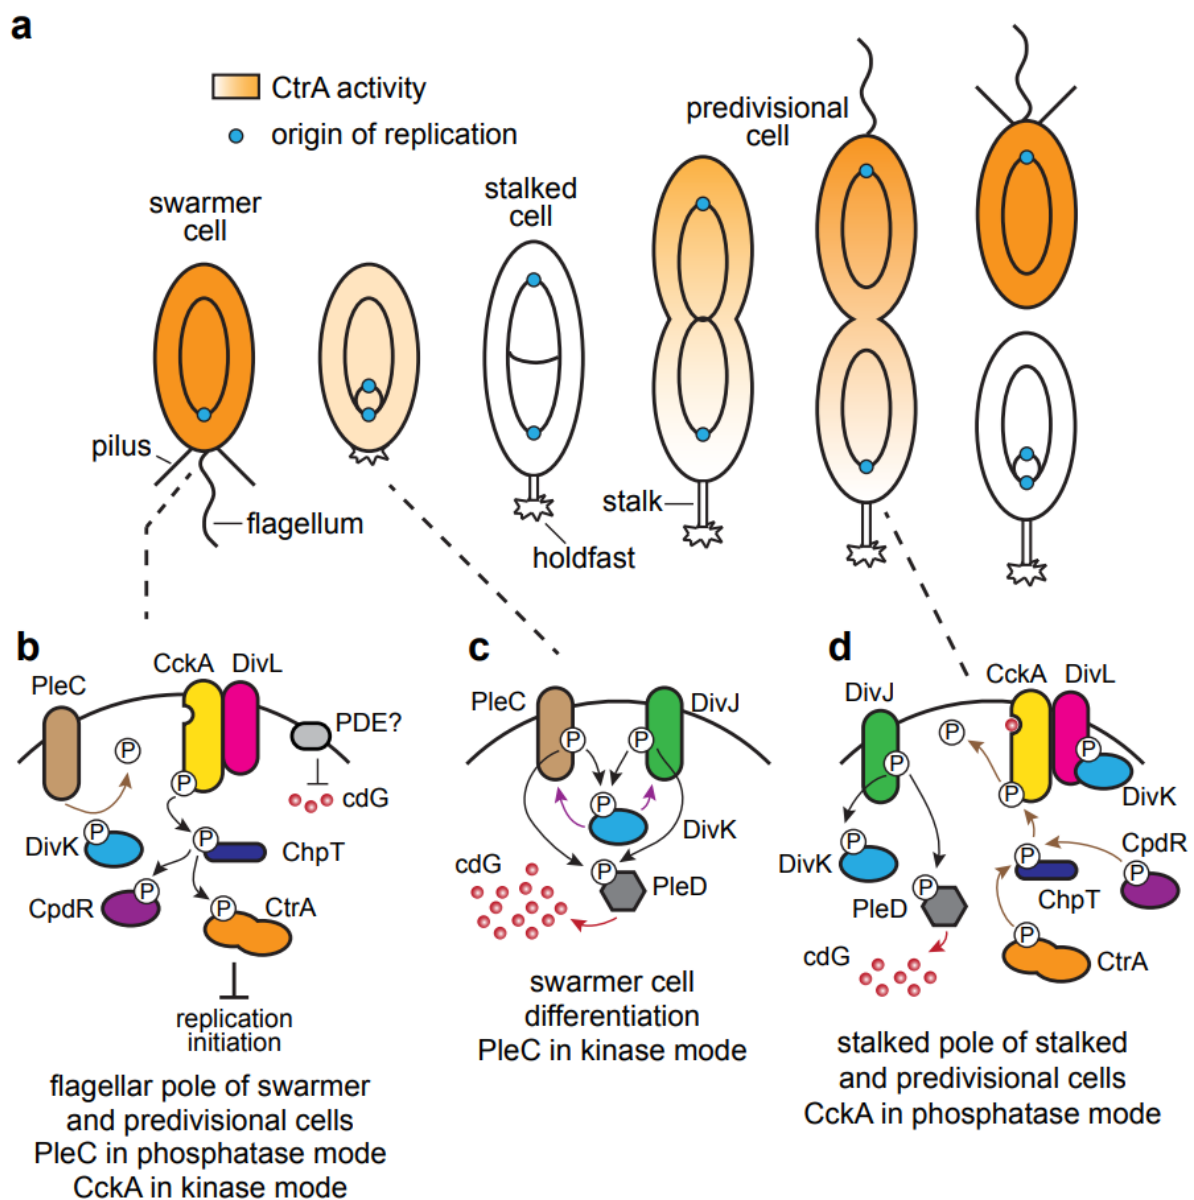 a
CtrA activity
origin of replication
swarmer
cell
stalked
cell
predivisional
cell
pilus
flagellum
stalk
holdfast
b
PleC
CckA
DivL
PDE?
P
cdG
P
P
DivK
P
ChpT
P
CpdR
P
CtrA
replication
initiation
flagellar pole of swarmer
and predivisional cells
PleC in phosphatase mode
CckA in kinase mode
c
PleC
DivJ
P
P
P
DivK
cdG
P
PleD
swarmer cell
differentiation
PleC in kinase mode
d
DivJ
CckA
DivL
P
P
P
P
DivK
P
DivK
P
ChpT
CpdR
P
P
PleD
P
CtrA
cdG
stalked pole of stalked
and predivisional cells
CckA in phosphatase mode